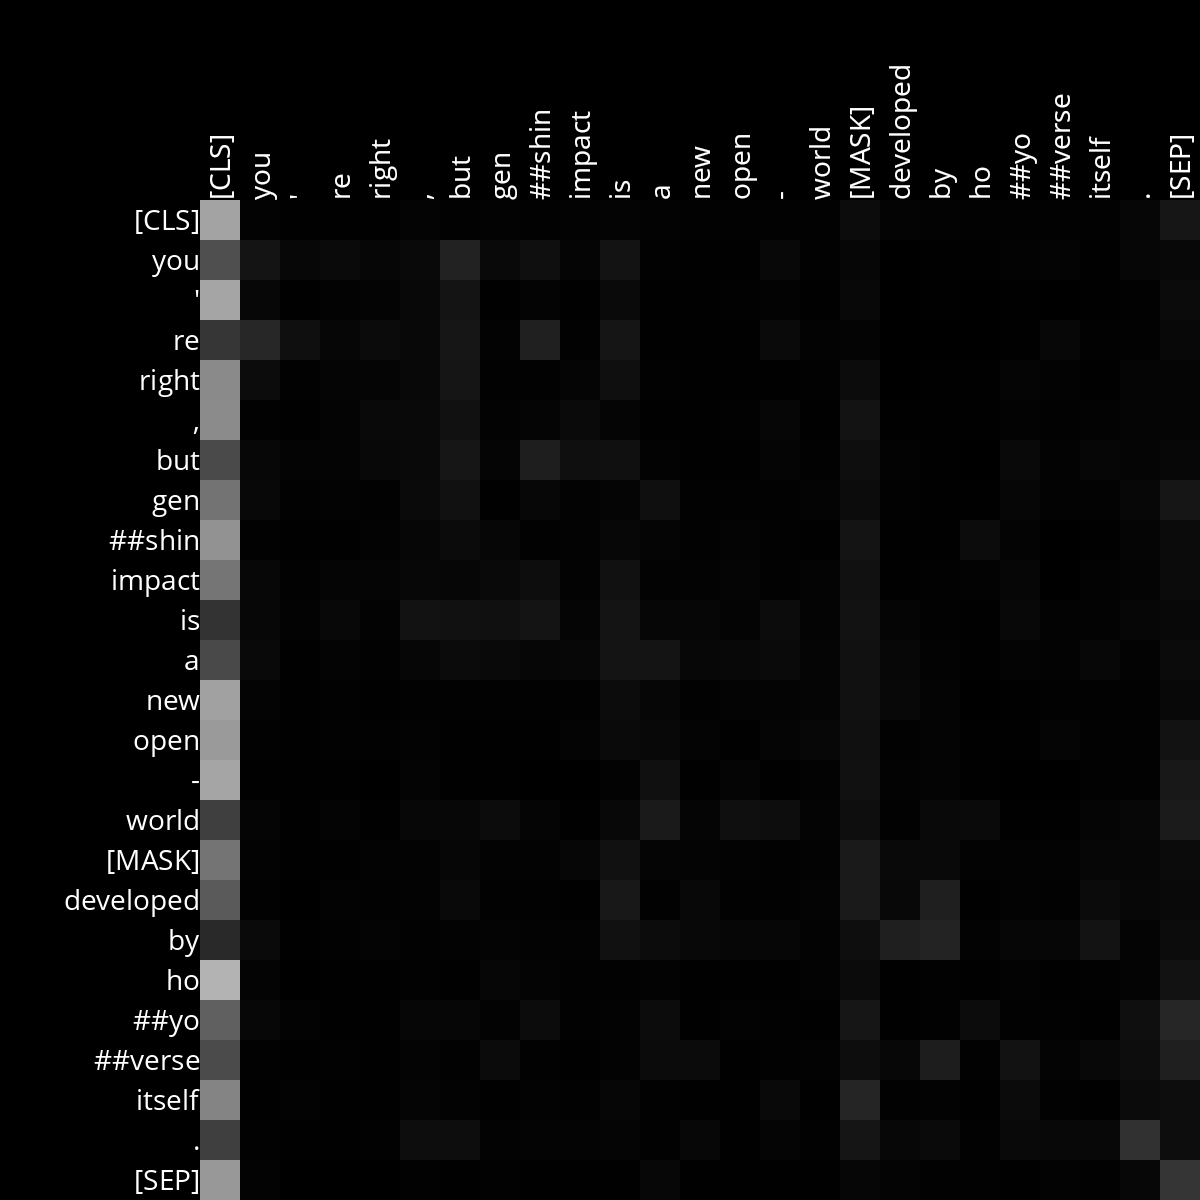 [CLS] you ' re right , but gen ##shin impact is a new open - world [MASK] developed by ho ##yo ##verse itself . [SEP]
[CLS]
you
'
re
right
,
but
gen
##shin
impact
is
a
new
open
-
world
[MASK]
developed
by
ho
##yo
##verse
itself
.
[SEP]